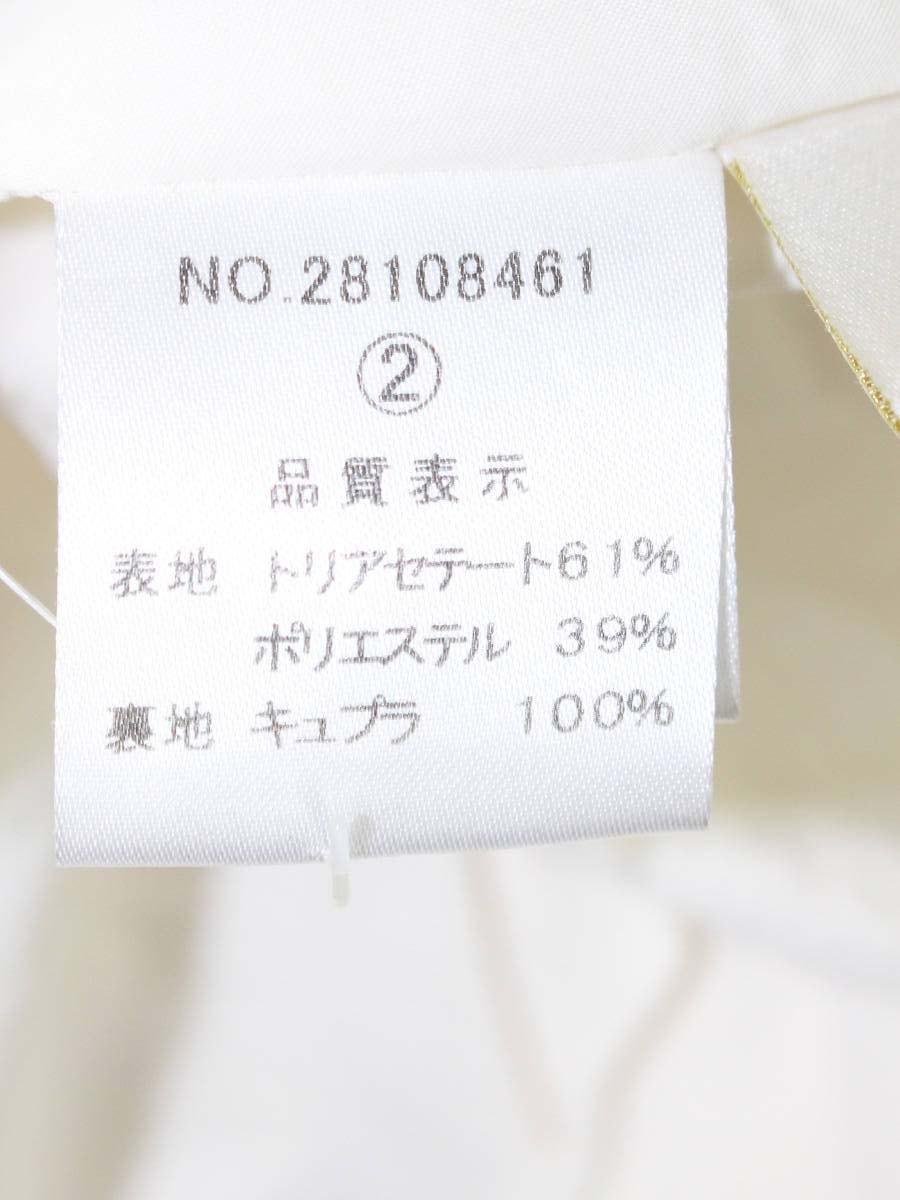 NO.28108461
②
品質表示
表地 トリアセテート61%
ポリエステル 39%
裏地 キュプラ 100%